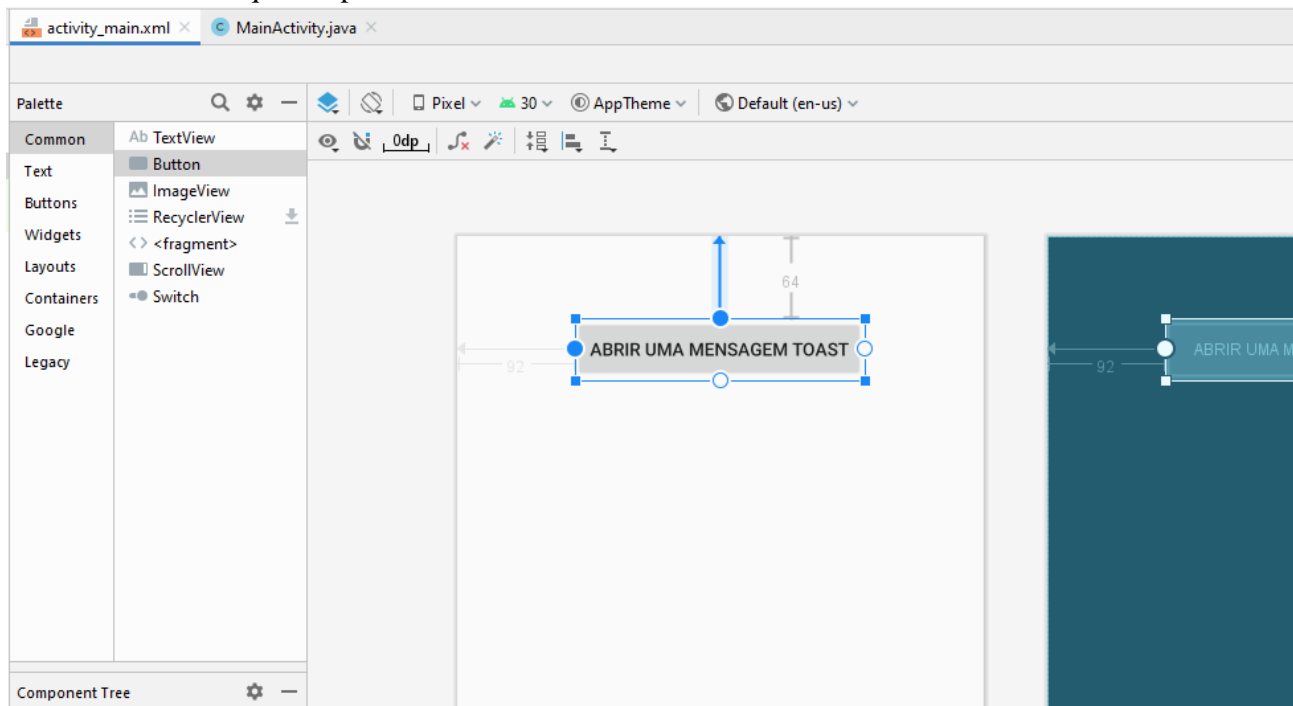 activity_main.xml MainActivity.java
Palette Pixel 30 AppTheme Default (en-us)
Common Ab TextView 0dp
Text Button
Buttons ImageView
Widgets RecyclerView
Layouts <fragment>
Containers ScrollView
Google Switch
Legacy
64
ABRIR UMA MENSAGEM TOAST
92
ABRIR UMA M
92
Component Tree